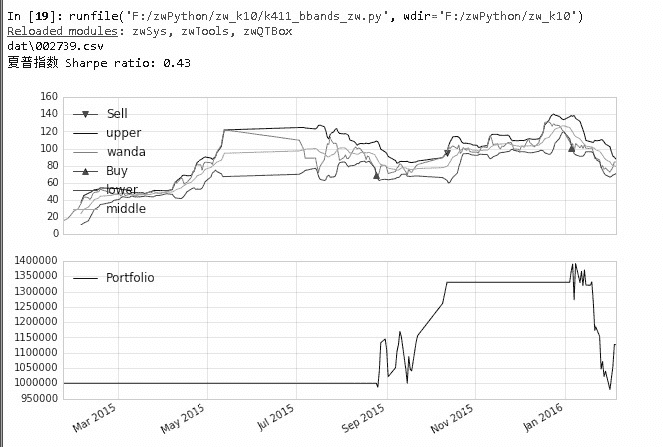 In [19]: runfile('F:/zwPython/zw_k10/k411_bbands_zw.py', wdir='F:/zwPython/zw_k10')
Reloaded modules: zwSys, zwTools, zwQTBox
dat\002739.csv
夏普指数 Sharpe ratio: 0.43
160
140
120
100
80
60
40
20
0
Sell
upper
wanda
Buy
lower
middle
1400000
1350000
1300000
1250000
1200000
1150000
1100000
1050000
1000000
950000
Portfolio
Mar 2015
May 2015
Jul 2015
Sep 2015
Nov 2015
Jan 2016